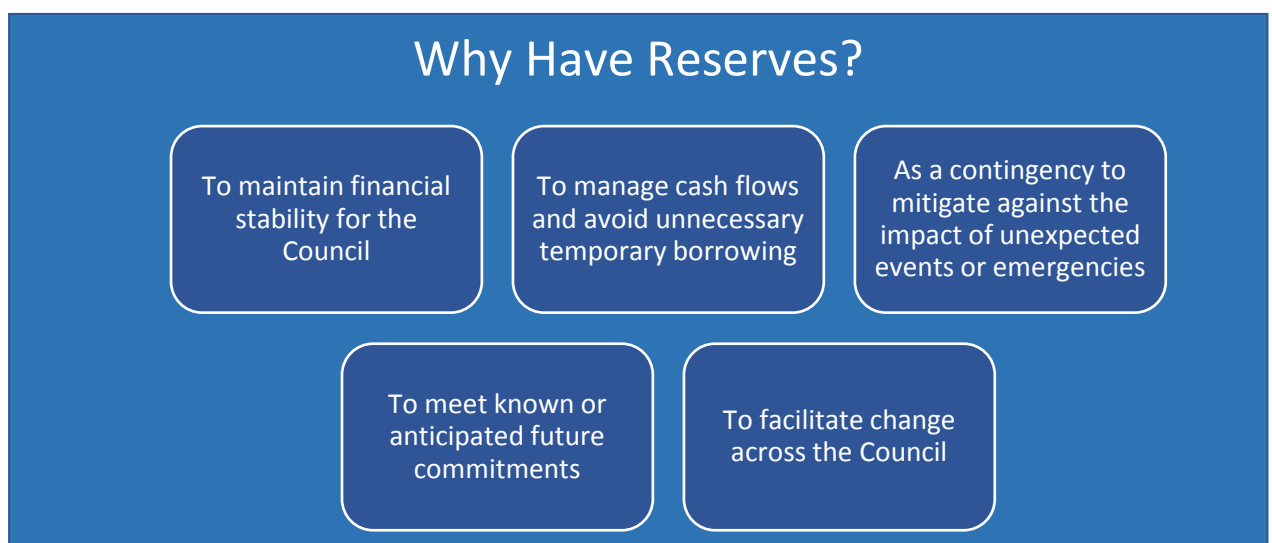 Why Have Reserves?
To maintain financial
stability for the
Council
To manage cash flows
and avoid unnecessary
temporary borrowing
As a contingency to
mitigate against the
impact of unexpected
events or emergencies
To meet known or
anticipated future
commitments
To facilitate change
across the Council